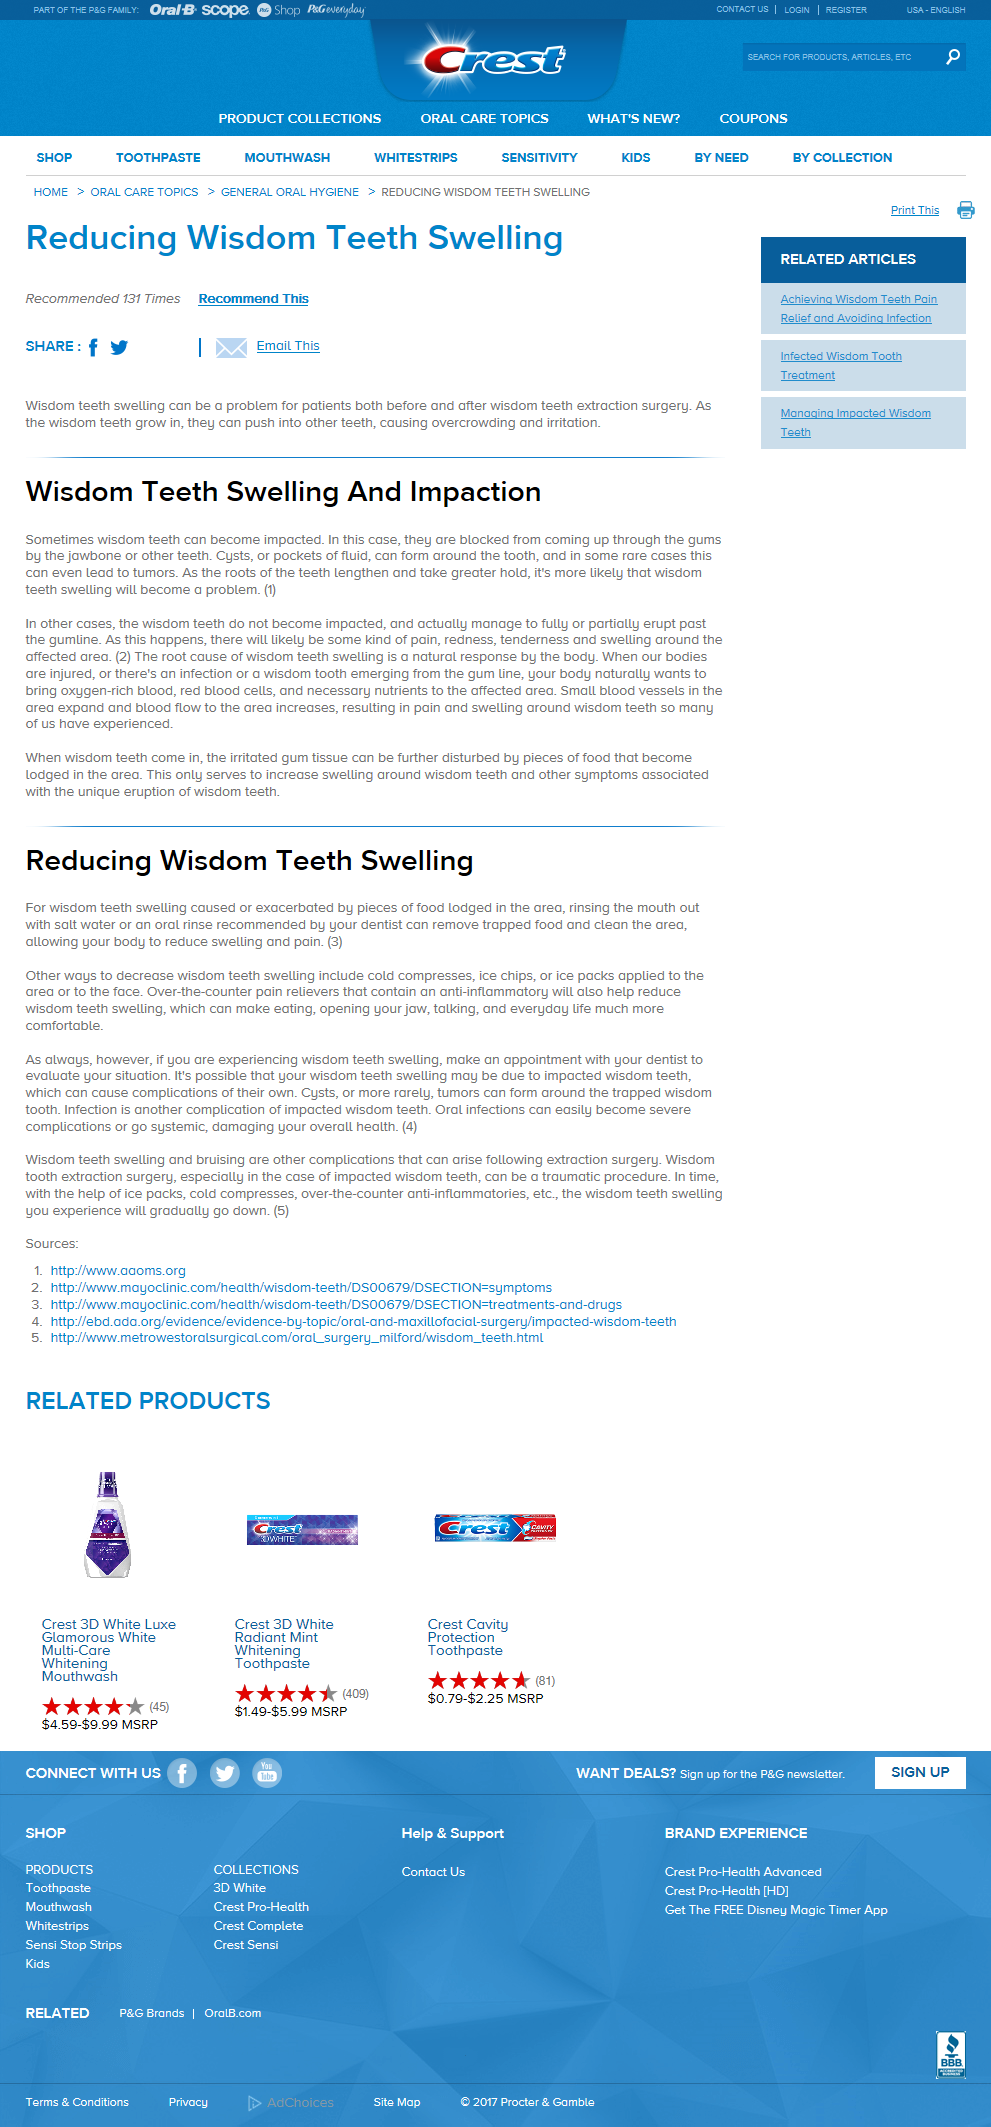 PART OF THE P&G FAMILY: Oral-B scope. P&G Shop P&G everyday
CONTACT US | LOGIN | REGISTER USA - ENGLISH
Crest
SEARCH FOR PRODUCTS, ARTICLES, ETC
PRODUCT COLLECTIONS ORAL CARE TOPICS WHAT'S NEW? COUPONS
SHOP TOOTHPASTE MOUTHWASH WHITESTRIPS SENSITIVITY KIDS BY NEED BY COLLECTION
HOME > ORAL CARE TOPICS > GENERAL ORAL HYGIENE > REDUCING WISDOM TEETH SWELLING
Print This
Reducing Wisdom Teeth Swelling
Recommended 131 Times Recommend This
SHARE : | Email This
RELATED ARTICLES
Achieving Wisdom Teeth Pain
Relief and Avoiding Infection
Infected Wisdom Tooth
Treatment
Managing Impacted Wisdom
Teeth
Wisdom teeth swelling can be a problem for patients both before and after wisdom teeth extraction surgery. As
the wisdom teeth grow in, they can push into other teeth, causing overcrowding and irritation.
Wisdom Teeth Swelling And Impaction
Sometimes wisdom teeth can become impacted. In this case, they are blocked from coming up through the gums
by the jawbone or other teeth. Cysts, or pockets of fluid, can form around the tooth, and in some rare cases this
can even lead to tumors. As the roots of the teeth lengthen and take greater hold, it's more likely that wisdom
teeth swelling will become a problem. (1)
In other cases, the wisdom teeth do not become impacted, and actually manage to fully or partially erupt past
the gumline. As this happens, there will likely be some kind of pain, redness, tenderness and swelling around the
affected area. (2) The root cause of wisdom teeth swelling is a natural response by the body. When our bodies
are injured, or there's an infection or a wisdom tooth emerging from the gum line, your body naturally wants to
bring oxygen-rich blood, red blood cells, and necessary nutrients to the affected area. Small blood vessels in the
area expand and blood flow to the area increases, resulting in pain and swelling around wisdom teeth so many
of us have experienced.
When wisdom teeth come in, the irritated gum tissue can be further disturbed by pieces of food that become
lodged in the area. This only serves to increase swelling around wisdom teeth and other symptoms associated
with the unique eruption of wisdom teeth.
Reducing Wisdom Teeth Swelling
For wisdom teeth swelling caused or exacerbated by pieces of food lodged in the area, rinsing the mouth out
with salt water or an oral rinse recommended by your dentist can remove trapped food and clean the area,
allowing your body to reduce swelling and pain. (3)
Other ways to decrease wisdom teeth swelling include cold compresses, ice chips, or ice packs applied to the
area or to the face. Over-the-counter pain relievers that contain an anti-inflammatory will also help reduce
wisdom teeth swelling, which can make eating, opening your jaw, talking, and everyday life much more
comfortable.
As always, however, if you are experiencing wisdom teeth swelling, make an appointment with your dentist to
evaluate your situation. It's possible that your wisdom teeth swelling may be due to impacted wisdom teeth,
which can cause complications of their own. Cysts, or more rarely, tumors can form around the trapped wisdom
tooth. Infection is another complication of impacted wisdom teeth. Oral infections can easily become severe
complications or go systemic, damaging your overall health. (4)
Wisdom teeth swelling and bruising are other complications that can arise following extraction surgery. Wisdom
tooth extraction surgery, especially in the case of impacted wisdom teeth, can be a traumatic procedure. In time,
with the help of ice packs, cold compresses, over-the-counter anti-inflammatories, etc., the wisdom teeth swelling
you experience will gradually go down. (5)
Sources:
1. http://www.aaoms.org
2. http://www.mayoclinic.com/health/wisdom-teeth/DS00679/DSECTION=symptoms
3. http://www.mayoclinic.com/health/wisdom-teeth/DS00679/DSECTION=treatments-and-drugs
4. http://ebd.ada.org/evidence/evidence-by-topic/oral-and-maxillofacial-surgery/impacted-wisdom-teeth
5. http://www.metrowestoralsurgical.com/oral_surgery_milford/wisdom_teeth.html
RELATED PRODUCTS
Crest 3D WHITE
Crest CAVITY
Crest 3D White Luxe
Glamorous White
Multi-Care
Whitening
Mouthwash
(45)
$4.59-$9.99 MSRP
Crest 3D White
Radiant Mint
Whitening
Toothpaste
(409)
$1.49-$5.99 MSRP
Crest Cavity
Protection
Toothpaste
(81)
$0.79-$2.25 MSRP
CONNECT WITH US You Tube WANT DEALS? Sign up for the P&G newsletter. SIGN UP
SHOP
PRODUCTS
Toothpaste
Mouthwash
Whitestrips
Sensi Stop Strips
Kids
COLLECTIONS
3D White
Crest Pro-Health
Crest Complete
Crest Sensi
Help & Support
Contact Us
BRAND EXPERIENCE
Crest Pro-Health Advanced
Crest Pro-Health [HD]
Get The FREE Disney Magic Timer App
RELATED P&G Brands | OralB.com
BBB
Terms & Conditions Privacy AdChoices Site Map © 2017 Procter & Gamble